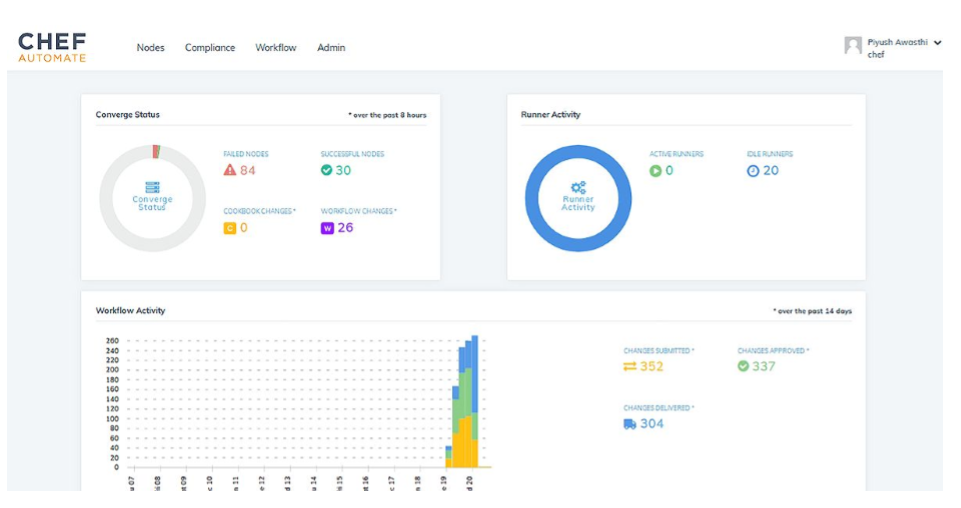 CHEF
AUTOMATE
Nodes Compliance Workflow Admin
Piyush Awasthi
chef
Converge Status
* over the past 8 hours
Converge
Status
FAILED NODES
84
SUCCESSFUL NODES
30
COOKBOOK CHANGES *
C 0
WORKFLOW CHANGES *
W 26
Runner Activity
Runner
Activity
ACTIVE RUNNERS
0
IDLE RUNNERS
20
Workflow Activity
* over the past 14 days
260
240
220
200
180
160
140
120
100
80
60
40
20
0
u 07
i 08
at 09
c 10
n 11
e 12
d 13
u 14
i 15
at 16
c 17
n 18
e 19
d 20
CHANGES SUBMITTED *
352
CHANGES APPROVED *
337
CHANGES DELIVERED *
304